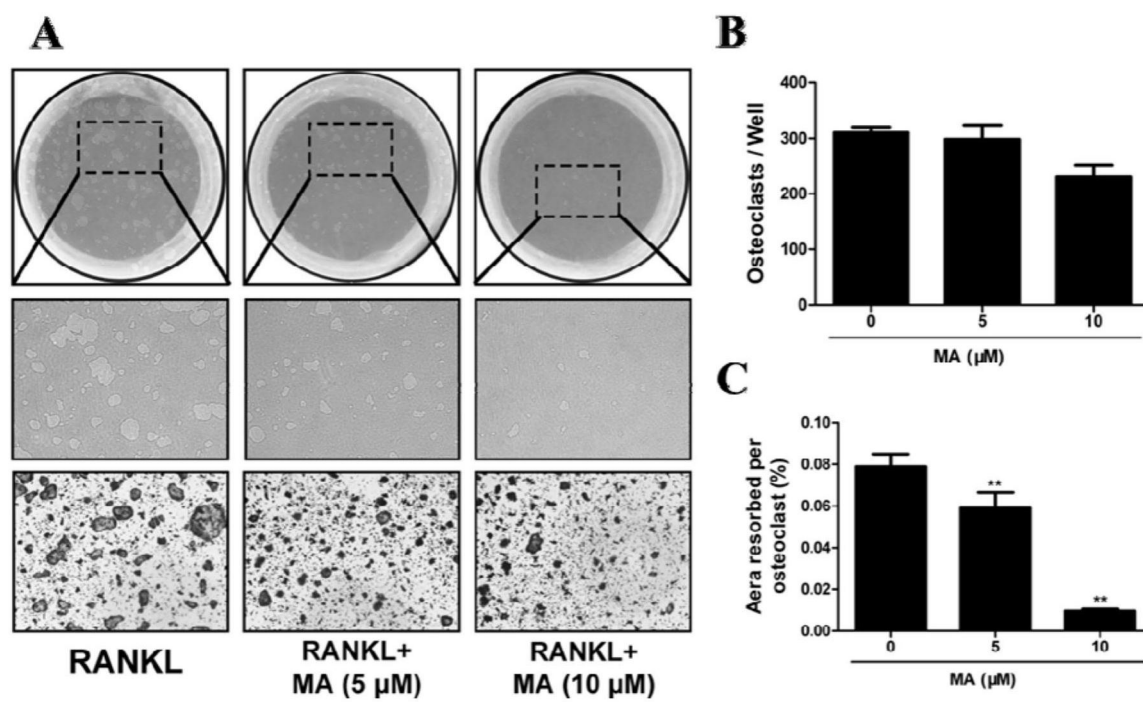 A
RANKL
RANKL+
MA (5 µM)
RANKL+
MA (10 µM)
B
Osteoclasts / Well
400
300
200
100
0
0 5 10
MA (µM)
C
Aera resorbed per
osteoclast (%)
0.10
0.08
0.06
0.04
0.02
0.00
**
**
0 5 10
MA (µM)